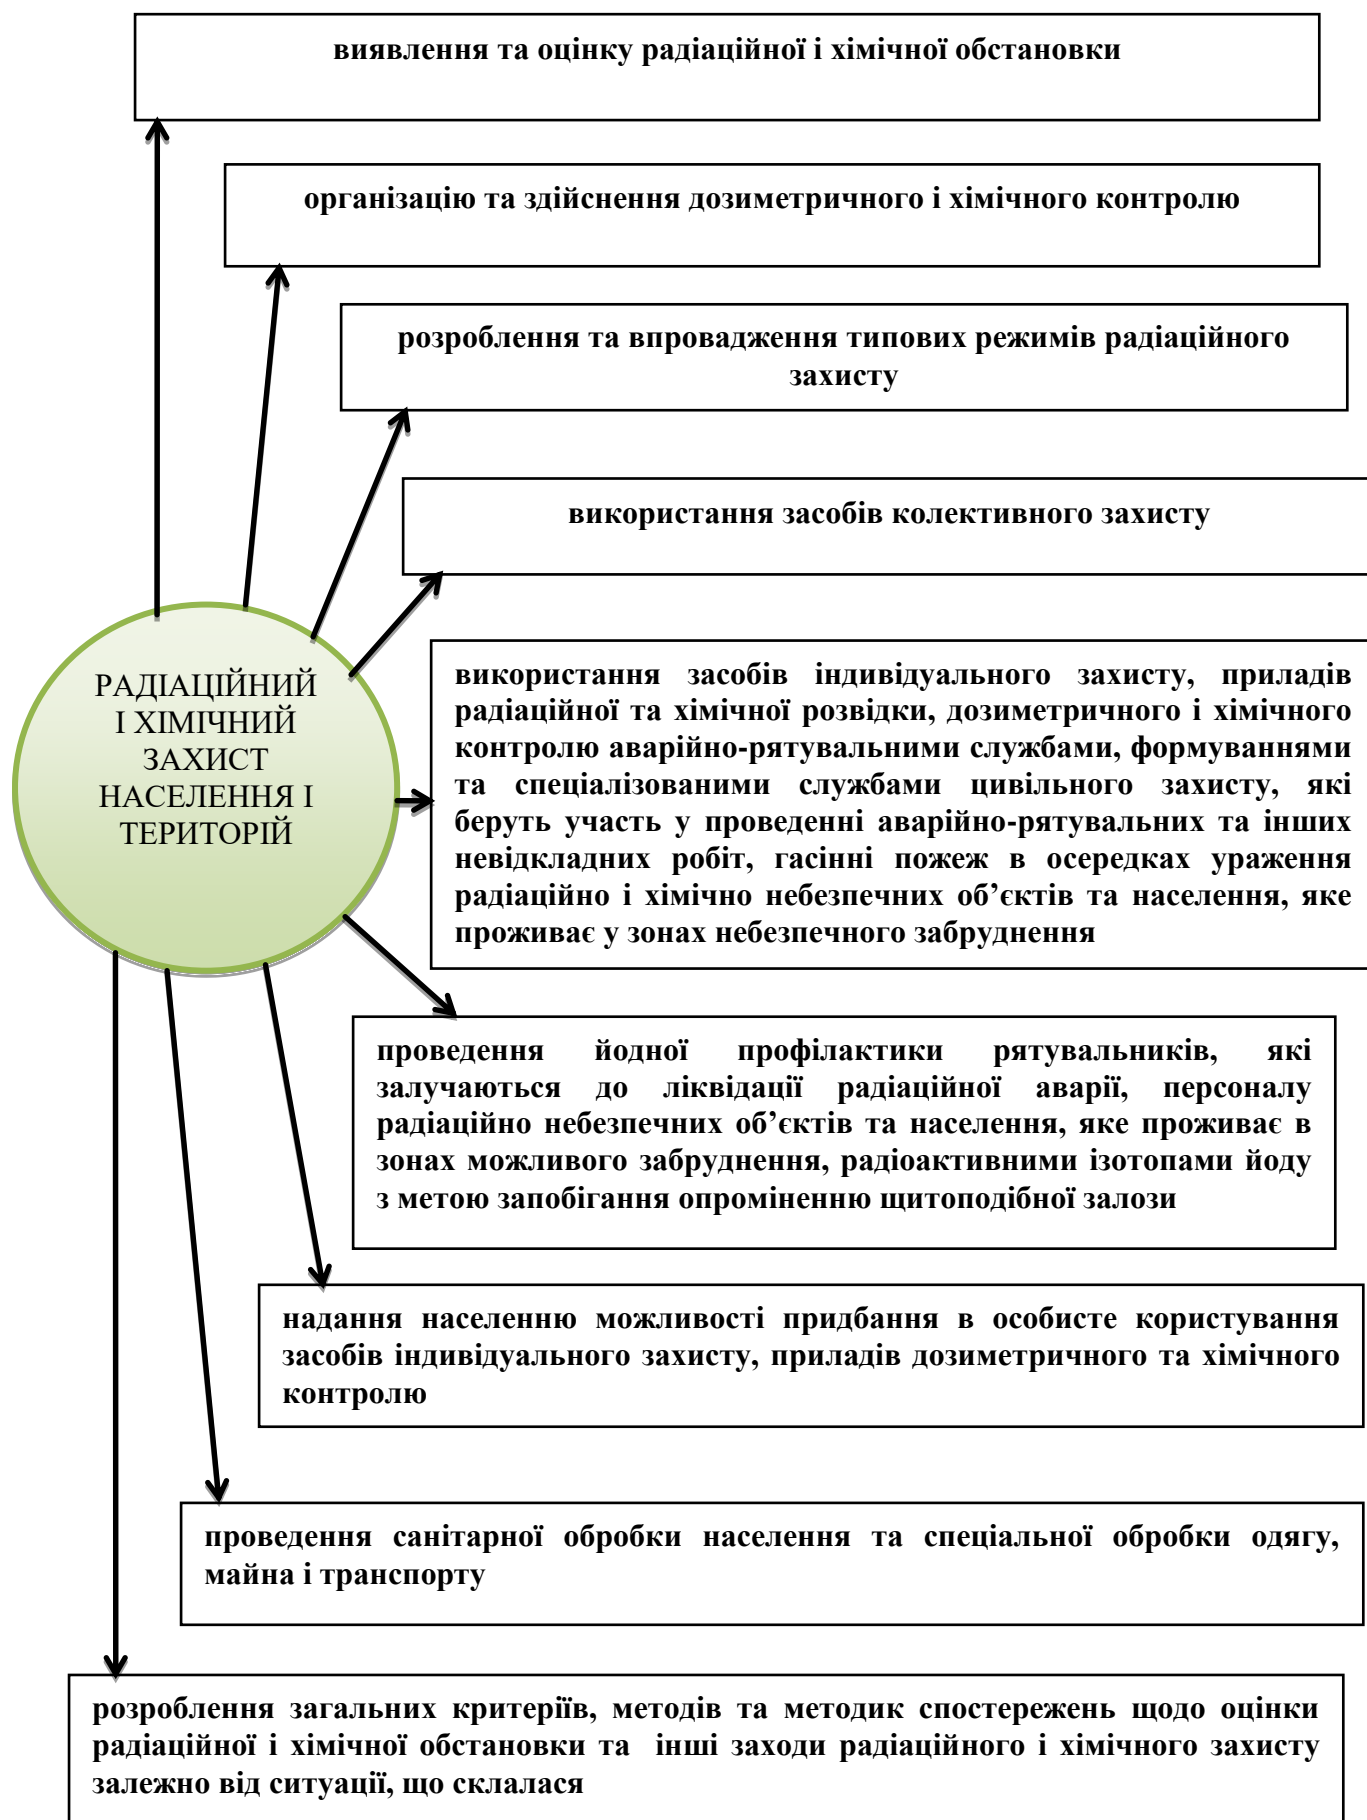 виявлення та оцінку радіаційної і хімічної обстановки
організацію та здійснення дозиметричного і хімічного контролю
розроблення та впровадження типових режимів радіаційного
захисту
використання засобів колективного захисту
РАДІАЦІЙНИЙ
І ХІМІЧНИЙ
ЗАХИСТ
НАСЕЛЕННЯ І
ТЕРИТОРІЙ
використання засобів індивідуального захисту, приладів
радіаційної та хімічної розвідки, дозиметричного і хімічного
контролю аварійно-рятувальними службами, формуваннями
та спеціалізованими службами цивільного захисту, які
беруть участь у проведенні аварійно-рятувальних та інших
невідкладних робіт, гасінні пожеж в осередках ураження
радіаційно і хімічно небезпечних об’єктів та населення, яке
проживає у зонах небезпечного забруднення
проведення йодної профілактики рятувальників, які
залучаються до ліквідації радіаційної аварії, персоналу
радіаційно небезпечних об’єктів та населення, яке проживає в
зонах можливого забруднення, радіоактивними ізотопами йоду
з метою запобігання опроміненню щитоподібної залози
надання населенню можливості придбання в особисте користування
засобів індивідуального захисту, приладів дозиметричного та хімічного
контролю
проведення санітарної обробки населення та спеціальної обробки одягу,
майна і транспорту
розроблення загальних критеріїв, методів та методик спостережень щодо оцінки
радіаційної і хімічної обстановки та інші заходи радіаційного і хімічного захисту
залежно від ситуації, що склалася